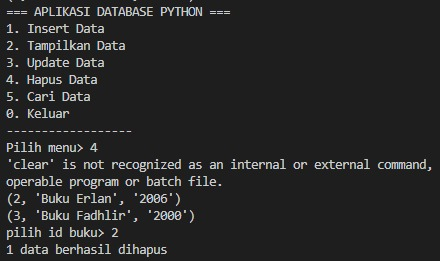 === APLIKASI DATABASE PYTHON ===
1. Insert Data
2. Tampilkan Data
3. Update Data
4. Hapus Data
5. Cari Data
0. Keluar
------------------
Pilih menu> 4
'clear' is not recognized as an internal or external command,
operable program or batch file.
(2, 'Buku Erlan', '2006')
(3, 'Buku Fadhlir', '2000')
pilih id buku> 2
1 data berhasil dihapus